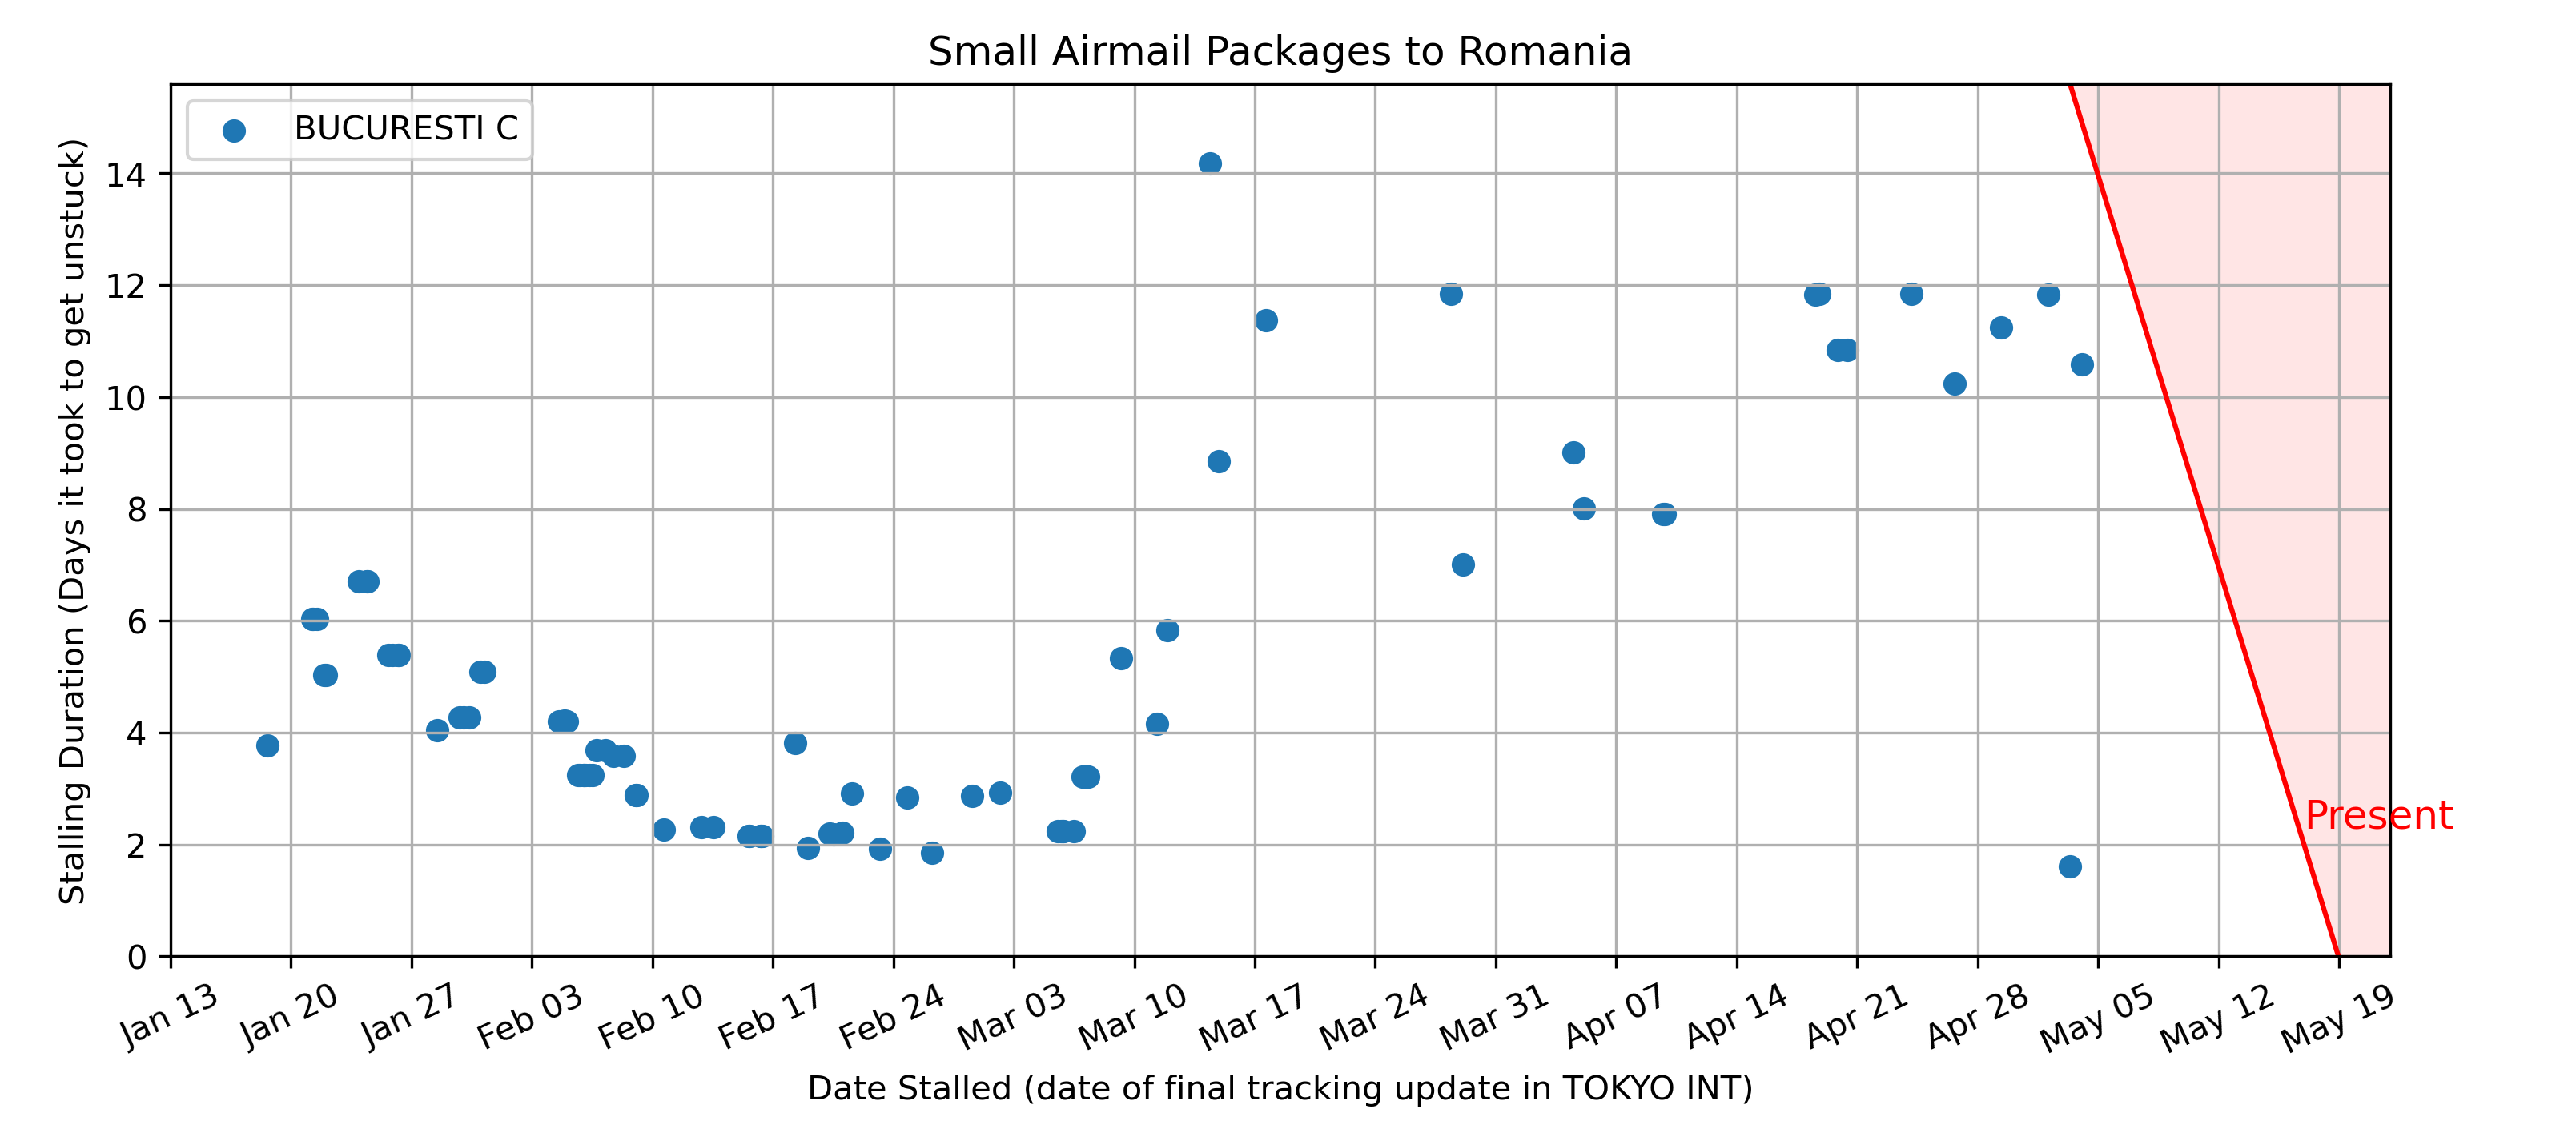 Small Airmail Packages to Romania
BUCURESTI C
Stalling Duration (Days it took to get unstuck)
14
12
10
8
6
4
2
0
Present
Jan 13
Jan 20
Jan 27
Feb 03
Feb 10
Feb 17
Feb 24
Mar 03
Mar 10
Mar 17
Mar 24
Mar 31
Apr 07
Apr 14
Apr 21
Apr 28
May 05
May 12
May 19
Date Stalled (date of final tracking update in TOKYO INT)